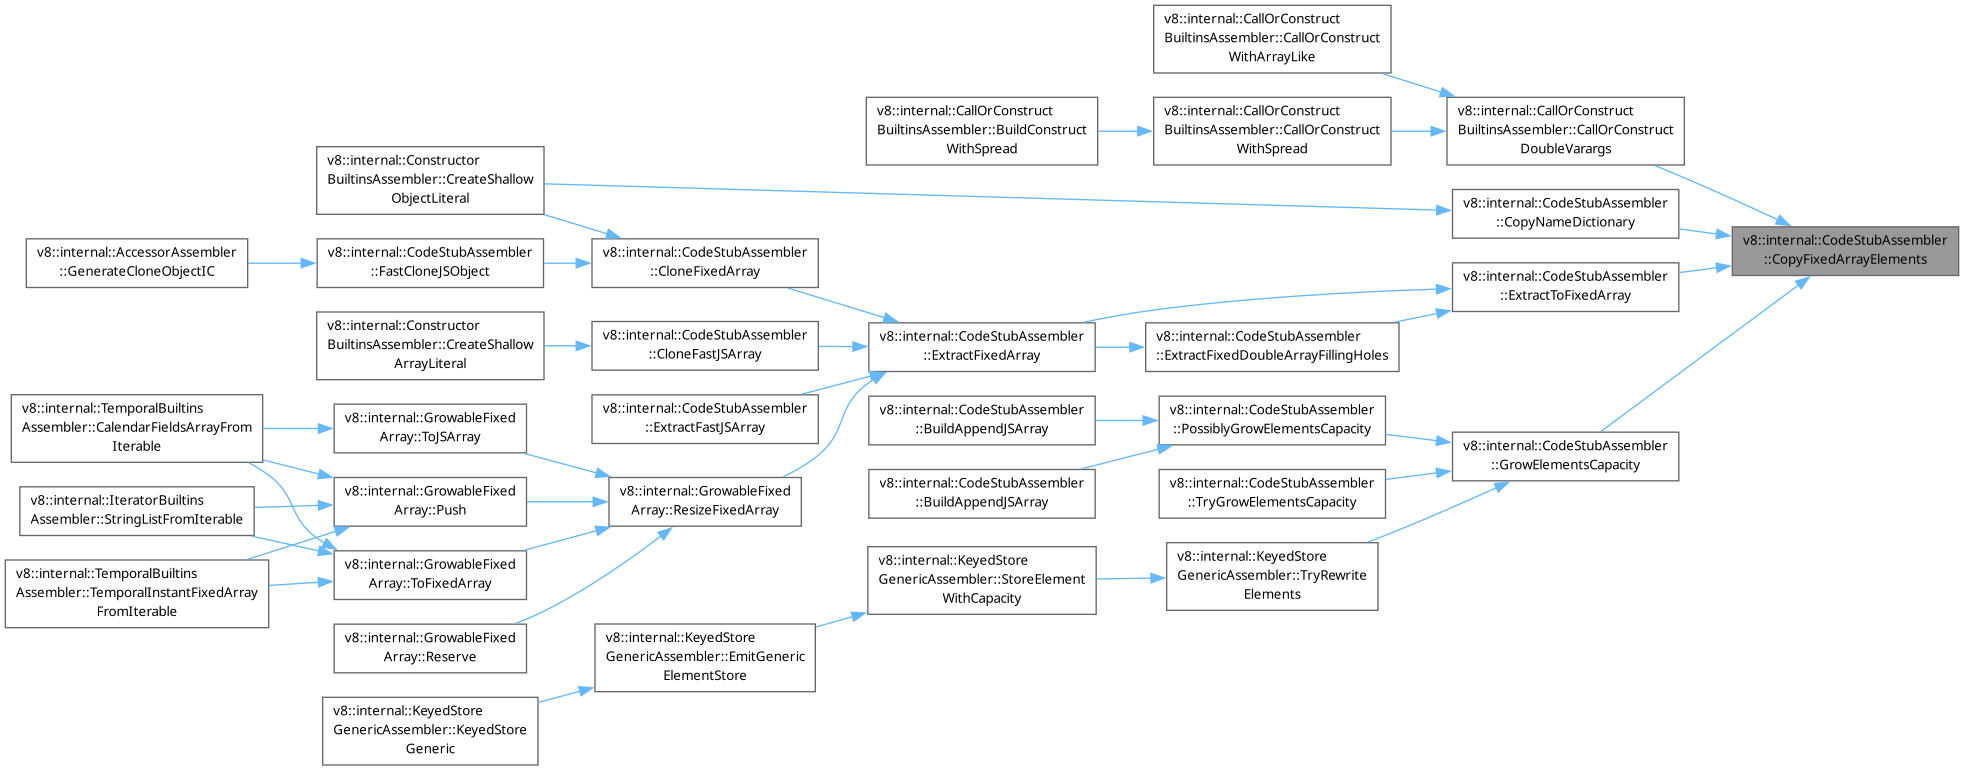 v8::internal::CallOrConstruct
BuiltinsAssembler::CallOrConstruct
WithArrayLike
v8::internal::CallOrConstruct
BuiltinsAssembler::BuildConstruct
WithSpread
v8::internal::CallOrConstruct
BuiltinsAssembler::CallOrConstruct
WithSpread
v8::internal::CallOrConstruct
BuiltinsAssembler::CallOrConstruct
DoubleVarargs
v8::internal::Constructor
BuiltinsAssembler::CreateShallow
ObjectLiteral
v8::internal::CodeStubAssembler
::CopyNameDictionary
v8::internal::CodeStubAssembler
::CopyFixedArrayElements
v8::internal::AccessorAssembler
::GenerateCloneObjectIC
v8::internal::CodeStubAssembler
::FastCloneJSObject
v8::internal::CodeStubAssembler
::CloneFixedArray
v8::internal::CodeStubAssembler
::ExtractToFixedArray
v8::internal::Constructor
BuiltinsAssembler::CreateShallow
ArrayLiteral
v8::internal::CodeStubAssembler
::CloneFastJSArray
v8::internal::CodeStubAssembler
::ExtractFixedArray
v8::internal::CodeStubAssembler
::ExtractFixedDoubleArrayFillingHoles
v8::internal::TemporalBuiltins
Assembler::CalendarFieldsArrayFrom
Iterable
v8::internal::GrowableFixed
Array::ToJSArray
v8::internal::CodeStubAssembler
::ExtractFastJSArray
v8::internal::CodeStubAssembler
::BuildAppendJSArray
v8::internal::CodeStubAssembler
::PossiblyGrowElementsCapacity
v8::internal::CodeStubAssembler
::GrowElementsCapacity
v8::internal::IteratorBuiltins
Assembler::StringListFromIterable
v8::internal::GrowableFixed
Array::Push
v8::internal::GrowableFixed
Array::ResizeFixedArray
v8::internal::CodeStubAssembler
::BuildAppendJSArray
v8::internal::CodeStubAssembler
::TryGrowElementsCapacity
v8::internal::TemporalBuiltins
Assembler::TemporalInstantFixedArray
FromIterable
v8::internal::GrowableFixed
Array::ToFixedArray
v8::internal::KeyedStore
GenericAssembler::StoreElement
WithCapacity
v8::internal::KeyedStore
GenericAssembler::TryRewrite
Elements
v8::internal::GrowableFixed
Array::Reserve
v8::internal::KeyedStore
GenericAssembler::EmitGeneric
ElementStore
v8::internal::KeyedStore
GenericAssembler::KeyedStore
Generic